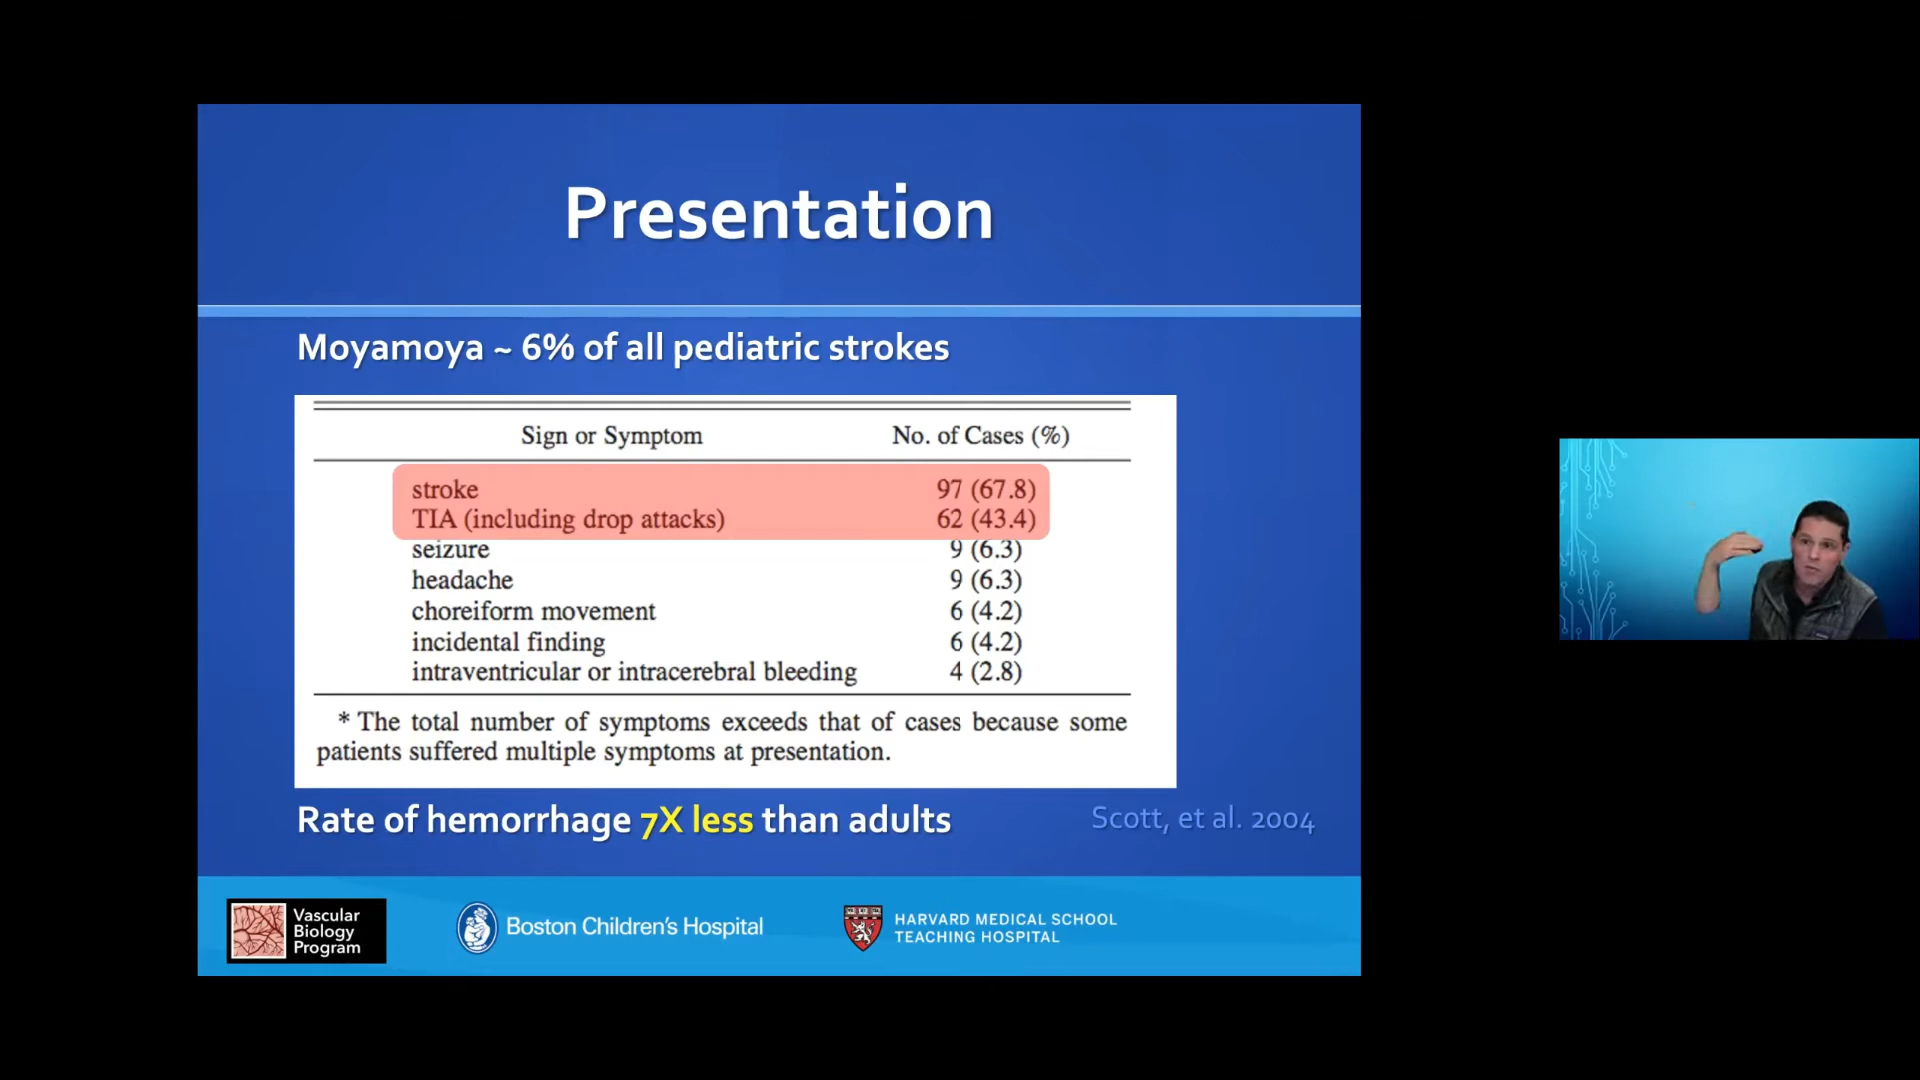 Presentation
Moyamoya ~ 6% of all pediatric strokes
Sign or Symptom No. of Cases (%)
stroke 97 (67.8)
TIA (including drop attacks) 62 (43.4)
seizure 9 (6.3)
headache 9 (6.3)
choreiform movement 6 (4.2)
incidental finding 6 (4.2)
intraventricular or intracerebral bleeding 4 (2.8)
* The total number of symptoms exceeds that of cases because some
patients suffered multiple symptoms at presentation.
Rate of hemorrhage 7X less than adults
Scott, et al. 2004
Vascular
Biology
Program
Boston Children's Hospital
HARVARD MEDICAL SCHOOL
TEACHING HOSPITAL